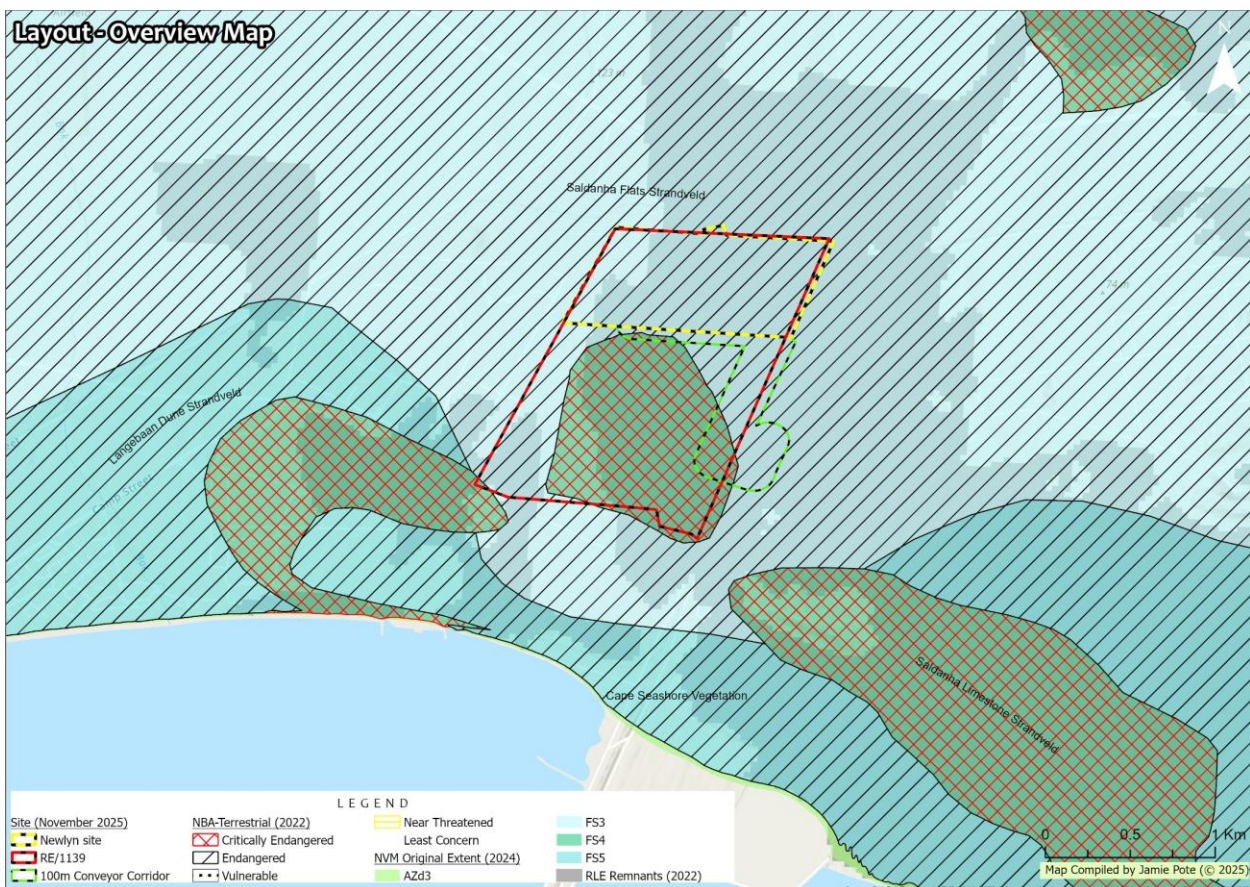 Layout - Overview Map
N
123 m
Saldanha Flats Strandveld
74 m
Langebaan Dune Strandveld
Street
Cape Seashore Vegetation
Saldanha Limestone Strandveld
LEGEND
Site (November 2025)
Newlyn site
RE/1139
100m Conveyor Corridor
NBA-Terrestrial (2022)
Critically Endangered
Endangered
Vulnerable
Near Threatened
Least Concern
NVM Original Extent (2024)
AZd3
FS3
FS4
FS5
RLE Remnants (2022)
0 0.5 1 Km
Map Compiled by Jamie Pote (© 2025)